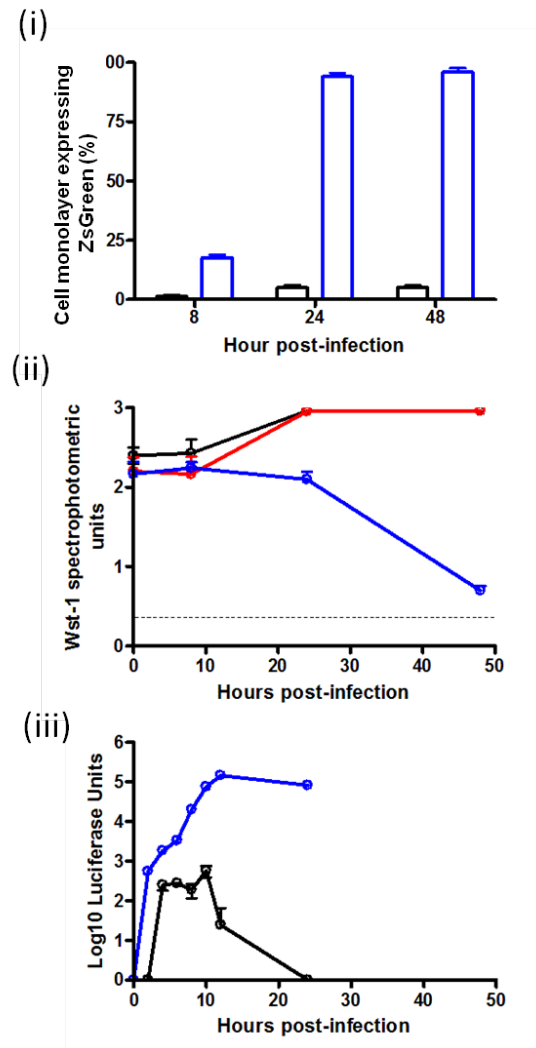 (i)
Cell monolayer expressing
ZsGreen (%)
00
75
50
25
0
8
24
48
Hour post-infection
(ii)
Wst-1 spectrophotometric
units
3
2
1
0
0
10
20
30
40
50
Hours post-infection
(iii)
Log10 Luciferase Units
6
5
4
3
2
1
0
0
10
20
30
40
50
Hours post-infection